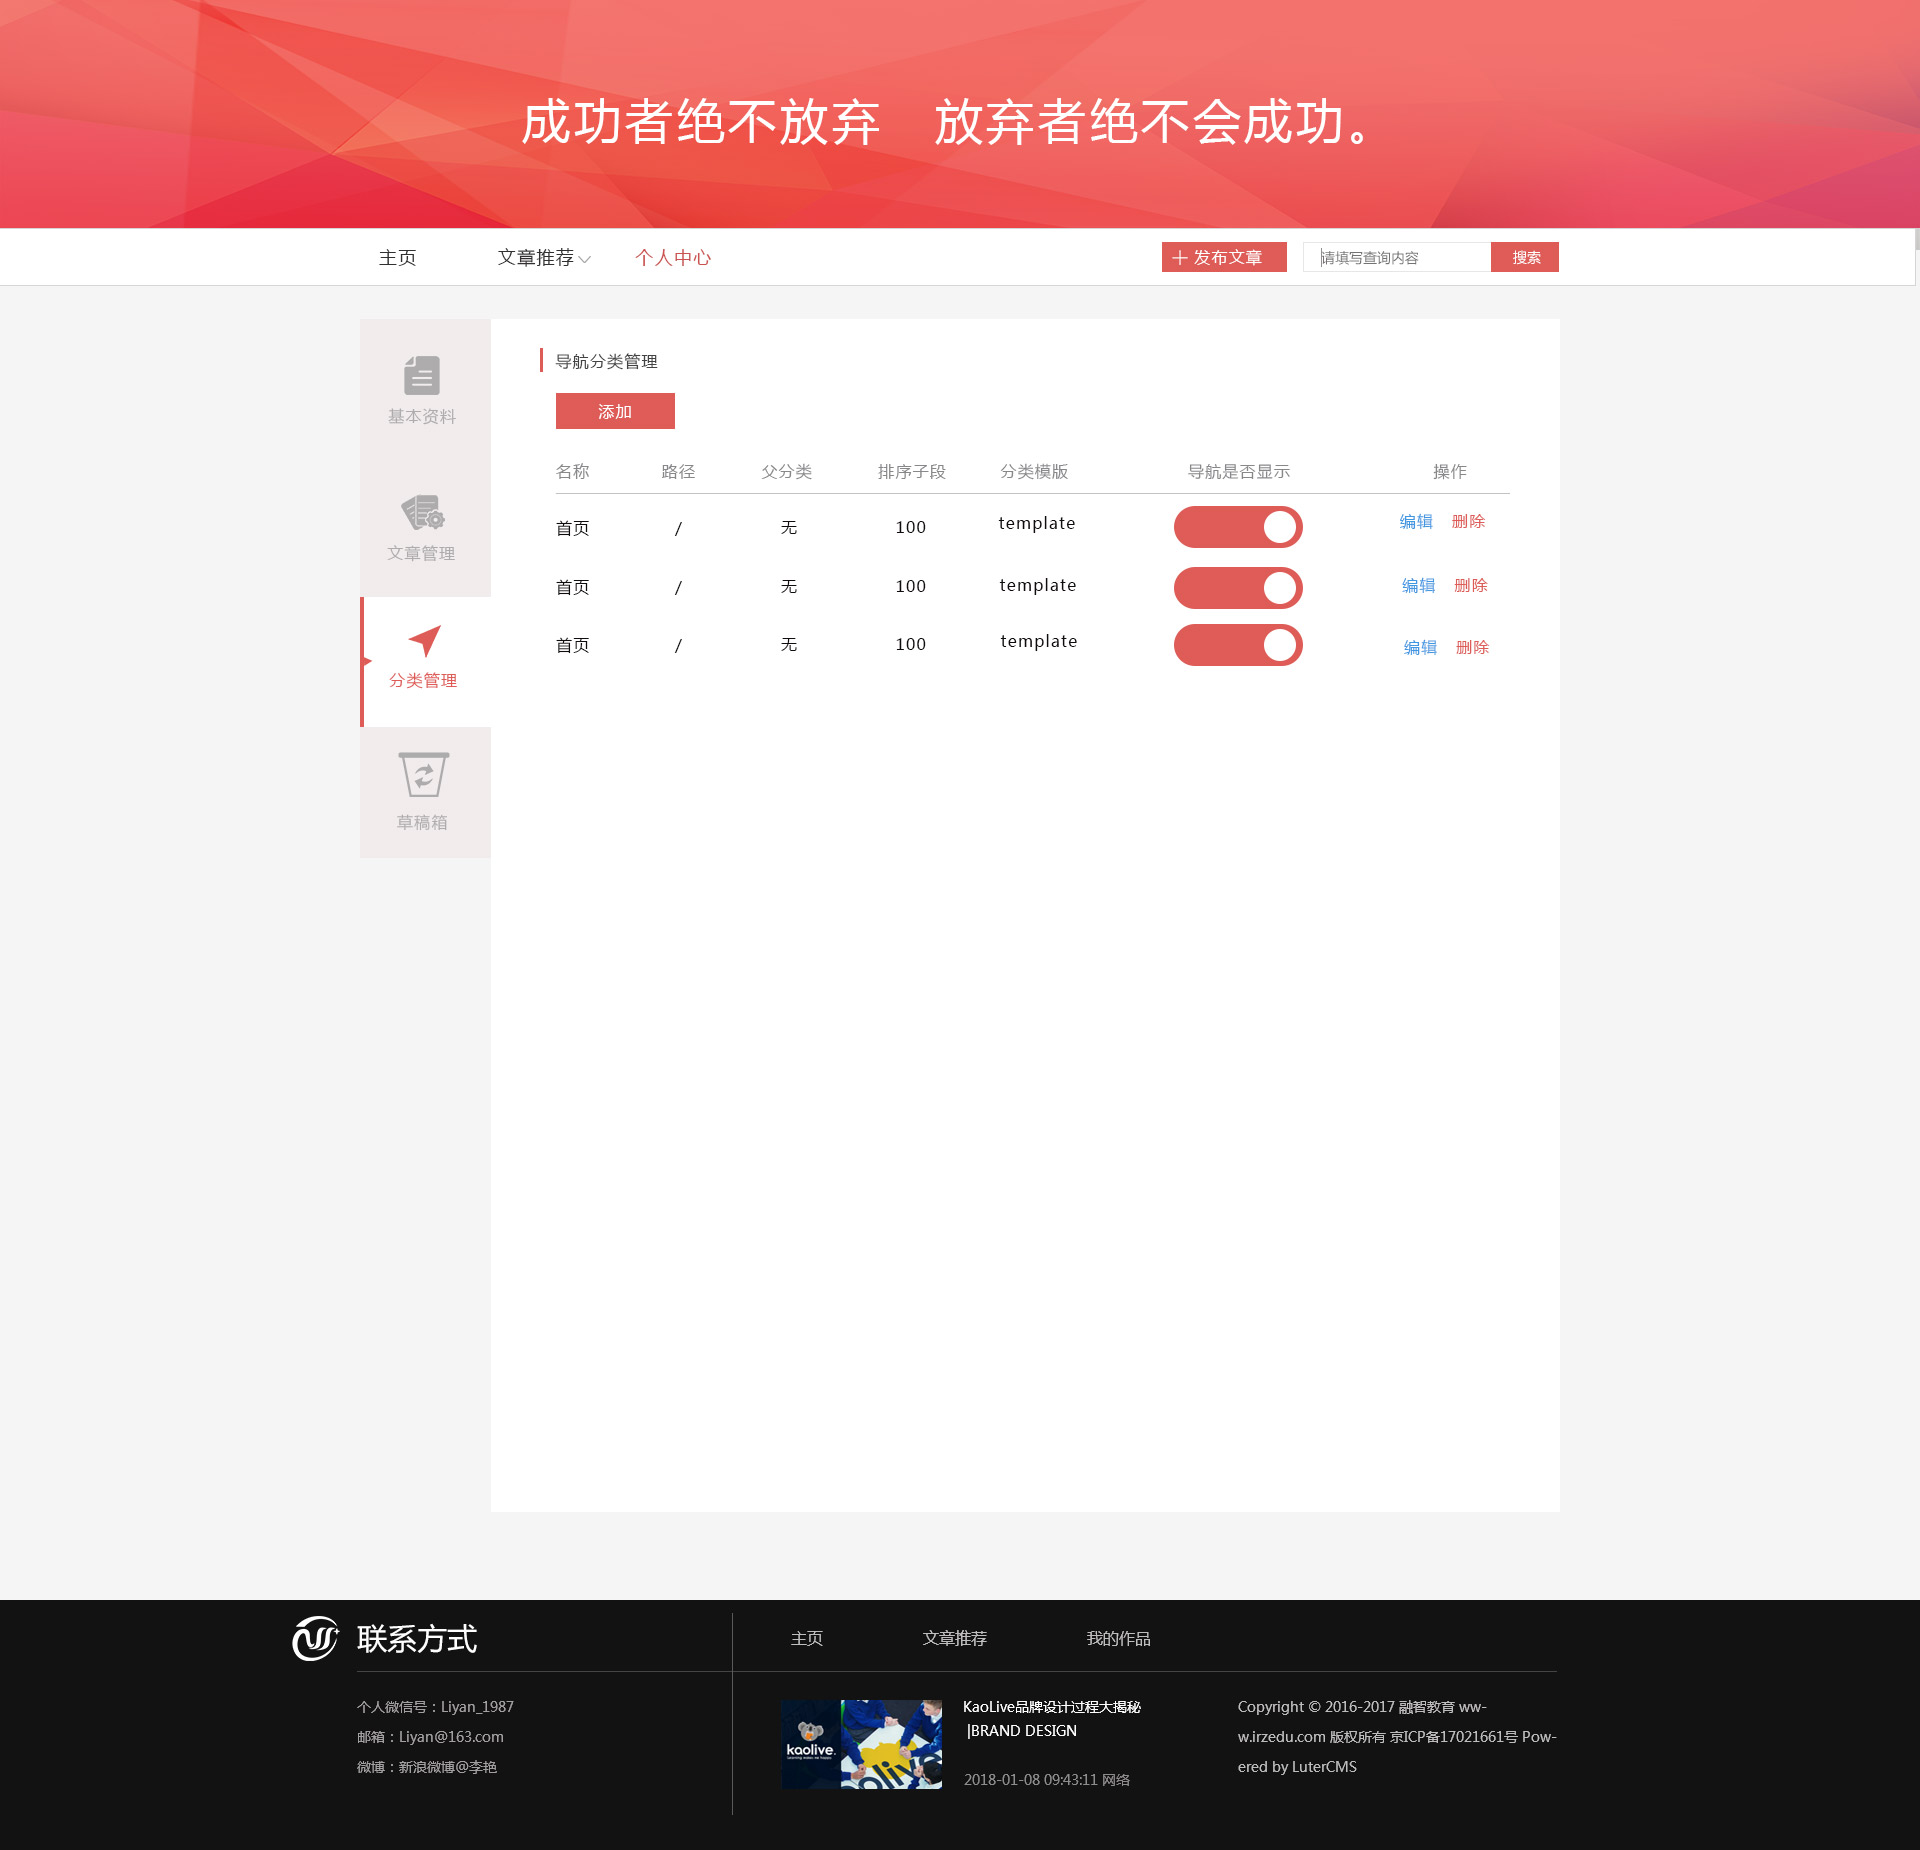 成功者绝不放弃　放弃者绝不会成功。
主页 文章推荐 个人中心 发布文章 请填写查询内容 搜索
基本资料
文章管理
分类管理
草稿箱
导航分类管理
添加
名称 路径 父分类 排序子段 分类模版 导航是否显示 操作
首页 / 无 100 template 编辑 删除
首页 / 无 100 template 编辑 删除
首页 / 无 100 template 编辑 删除
联系方式
个人微信号：Liyan_1987
邮箱：Liyan@163.com
微博：新浪微博@李艳
主页 文章推荐 我的作品
kaolive.
KaoLive品牌设计过程大揭秘
|BRAND DESIGN
2018-01-08 09:43:11 网络
Copyright © 2016-2017 融智教育 ww-
w.irzedu.com 版权所有 京ICP备17021661号 Pow-
ered by LuterCMS